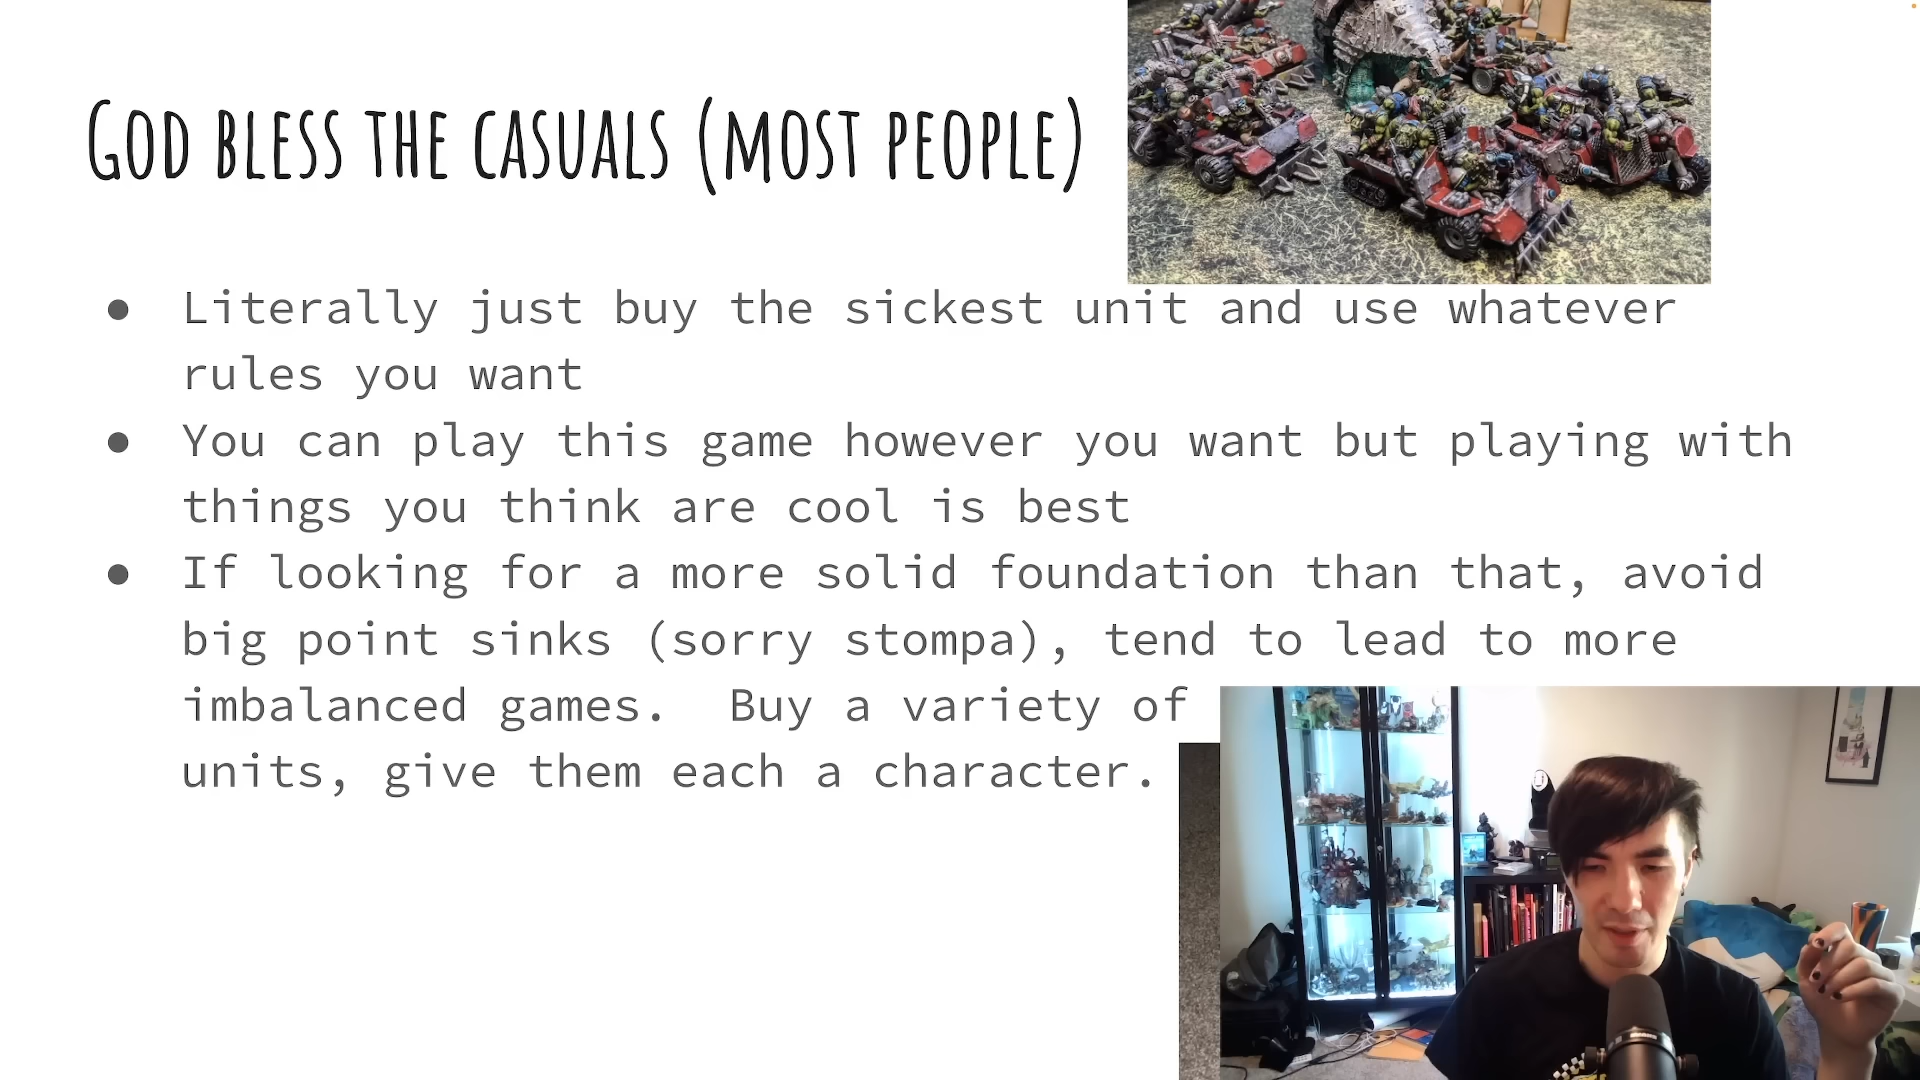 God bless the casuals (most people)
● Literally just buy the sickest unit and use whatever
rules you want
● You can play this game however you want but playing with
things you think are cool is best
● If looking for a more solid foundation than that, avoid
big point sinks (sorry stompa), tend to lead to more
imbalanced games. Buy a variety of
units, give them each a character.